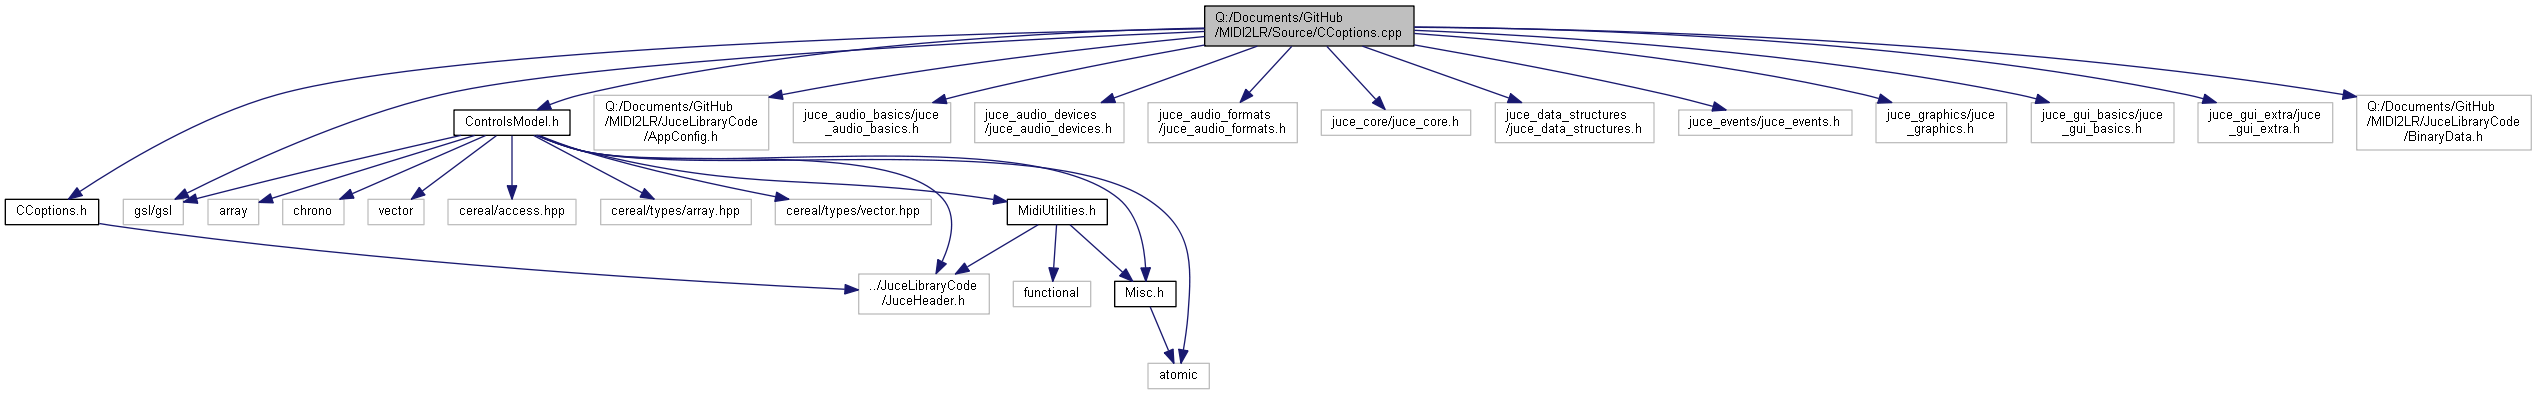 Q:/Documents/GitHub
/MIDI2LR/Source/CCoptions.cpp
ControlsModel.h
Q:/Documents/GitHub
/MIDI2LR/JuceLibraryCode
/AppConfig.h
juce_audio_basics/juce
_audio_basics.h
juce_audio_devices
/juce_audio_devices.h
juce_audio_formats
/juce_audio_formats.h
juce_core/juce_core.h
juce_data_structures
/juce_data_structures.h
juce_events/juce_events.h
juce_graphics/juce
_graphics.h
juce_gui_basics/juce
_gui_basics.h
juce_gui_extra/juce
_gui_extra.h
Q:/Documents/GitHub
/MIDI2LR/JuceLibraryCode
/BinaryData.h
CCoptions.h
gsl/gsl
array
chrono
vector
cereal/access.hpp
cereal/types/array.hpp
cereal/types/vector.hpp
MidiUtilities.h
../JuceLibraryCode
/JuceHeader.h
functional
Misc.h
atomic